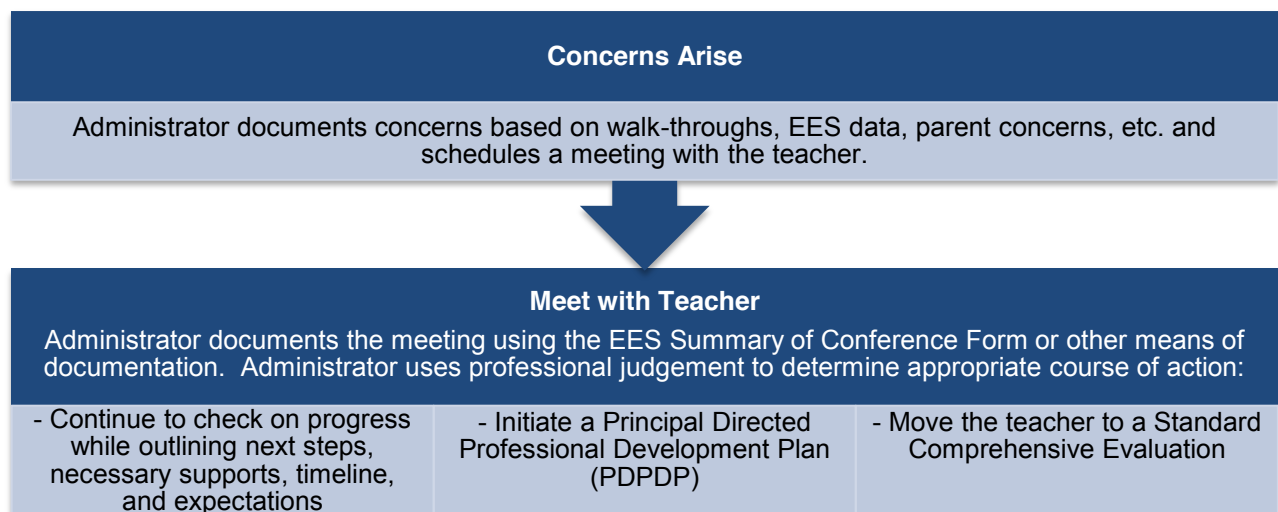 Concerns Arise
Administrator documents concerns based on walk-throughs, EES data, parent concerns, etc. and
schedules a meeting with the teacher.
Meet with Teacher
Administrator documents the meeting using the EES Summary of Conference Form or other means of
documentation.  Administrator uses professional judgement to determine appropriate course of action:
- Continue to check on progress
while outlining next steps,
necessary supports, timeline,
and expectations
- Initiate a Principal Directed
Professional Development Plan
(PDPDP)
- Move the teacher to a Standard
Comprehensive Evaluation